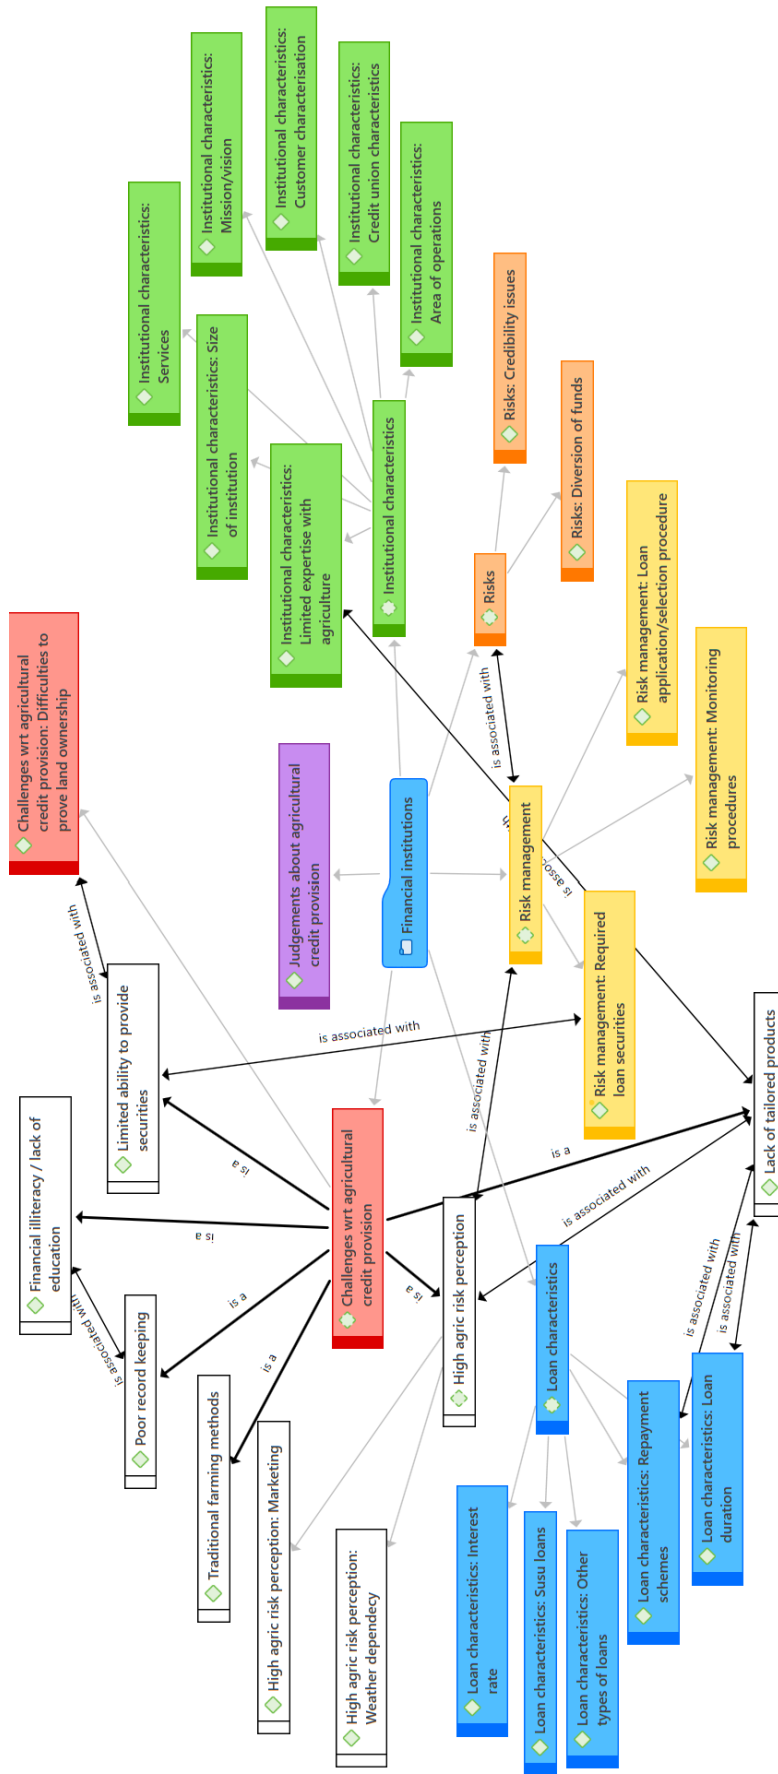 Challenges wrt agricultural
credit provision: Difficulties to
prove land ownership
Financial illiteracy / lack of
education
is associated with
is associated with
Poor record keeping
Limited ability to provide
securities
Institutional characteristics:
Services
Institutional characteristics:
Mission/vision
Institutional characteristics: Size
of institution
Traditional farming methods
is a
is a
is a
is a
Institutional characteristics:
Customer characterisation
High agric risk perception: Marketing
Judgements about agricultural
credit provision
Institutional characteristics:
Limited expertise with
agriculture
Institutional characteristics:
Credit union characteristics
High agric risk perception:
Weather dependecy
Challenges wrt agricultural
credit provision
is associated with
Institutional characteristics
Financial institutions
Institutional characteristics:
Area of operations
is a
High agric risk perception
is associated with
is associated with
Risks
Risks: Credibility issues
Loan characteristics: Interest
rate
Risk management
Loan characteristics
Loan characteristics: Susu loans
is a
Risks: Diversion of funds
Loan characteristics: Other
types of loans
is associated with
Risk management: Required
loan securities
Risk management: Loan
application/selection procedure
Loan characteristics: Repayment
schemes
is associated with
is associated with
Risk management: Monitoring
procedures
Loan characteristics: Loan
duration
Lack of tailored products